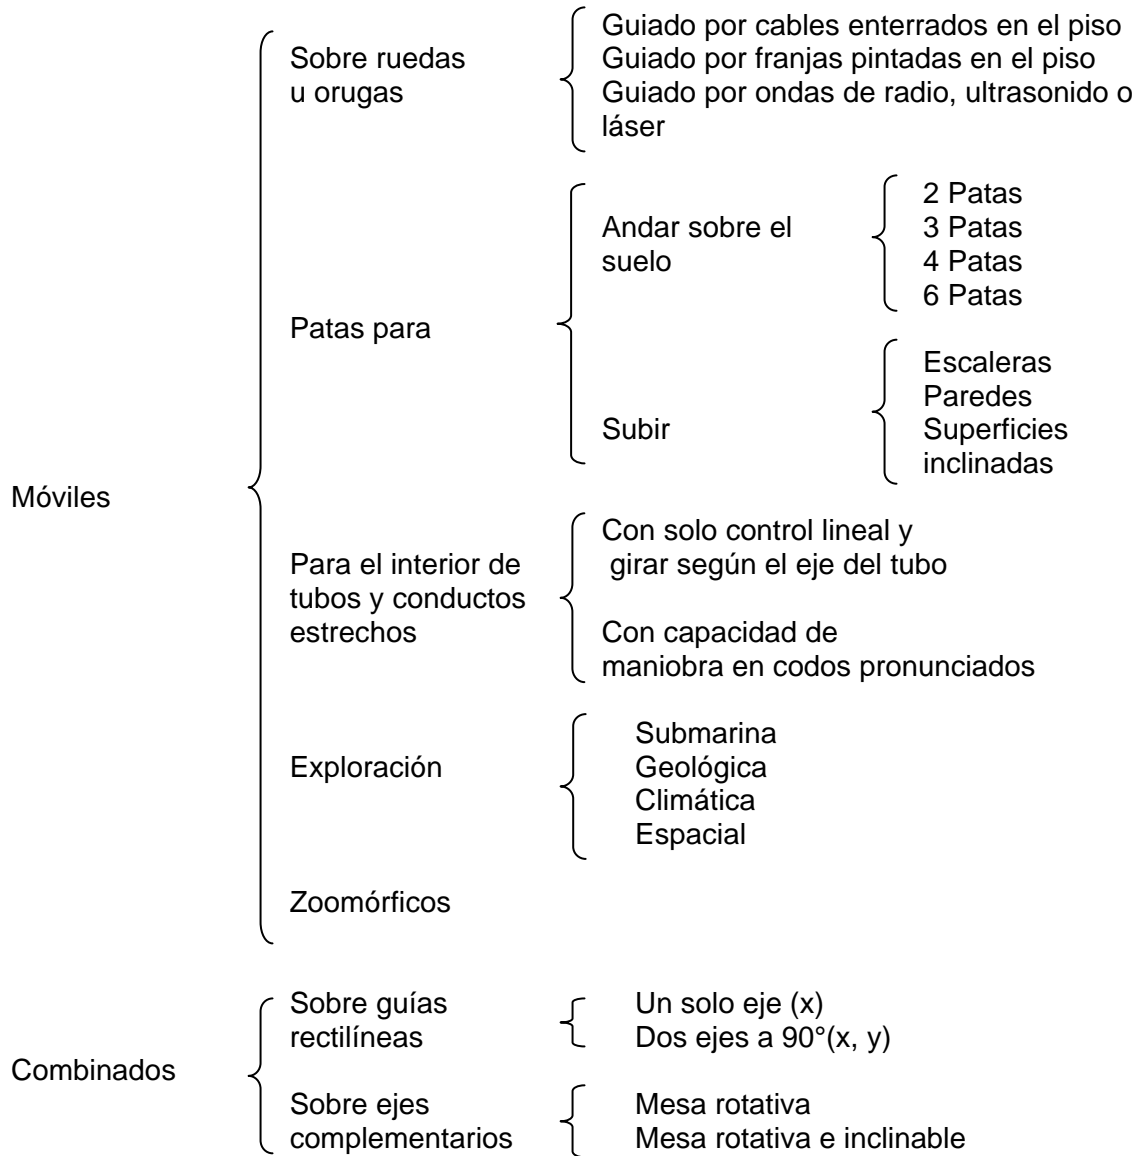 Móviles
Sobre ruedas
u orugas
Guiado por cables enterrados en el piso
Guiado por franjas pintadas en el piso
Guiado por ondas de radio, ultrasonido o
láser
Patas para
Andar sobre el
suelo
2 Patas
3 Patas
4 Patas
6 Patas
Subir
Escaleras
Paredes
Superficies
inclinadas
Para el interior de
tubos y conductos
estrechos
Con solo control lineal y
girar según el eje del tubo
Con capacidad de
maniobra en codos pronunciados
Exploración
Submarina
Geológica
Climática
Espacial
Zoomórficos
Combinados
Sobre guías
rectilíneas
Un solo eje (x)
Dos ejes a 90°(x, y)
Sobre ejes
complementarios
Mesa rotativa
Mesa rotativa e inclinable